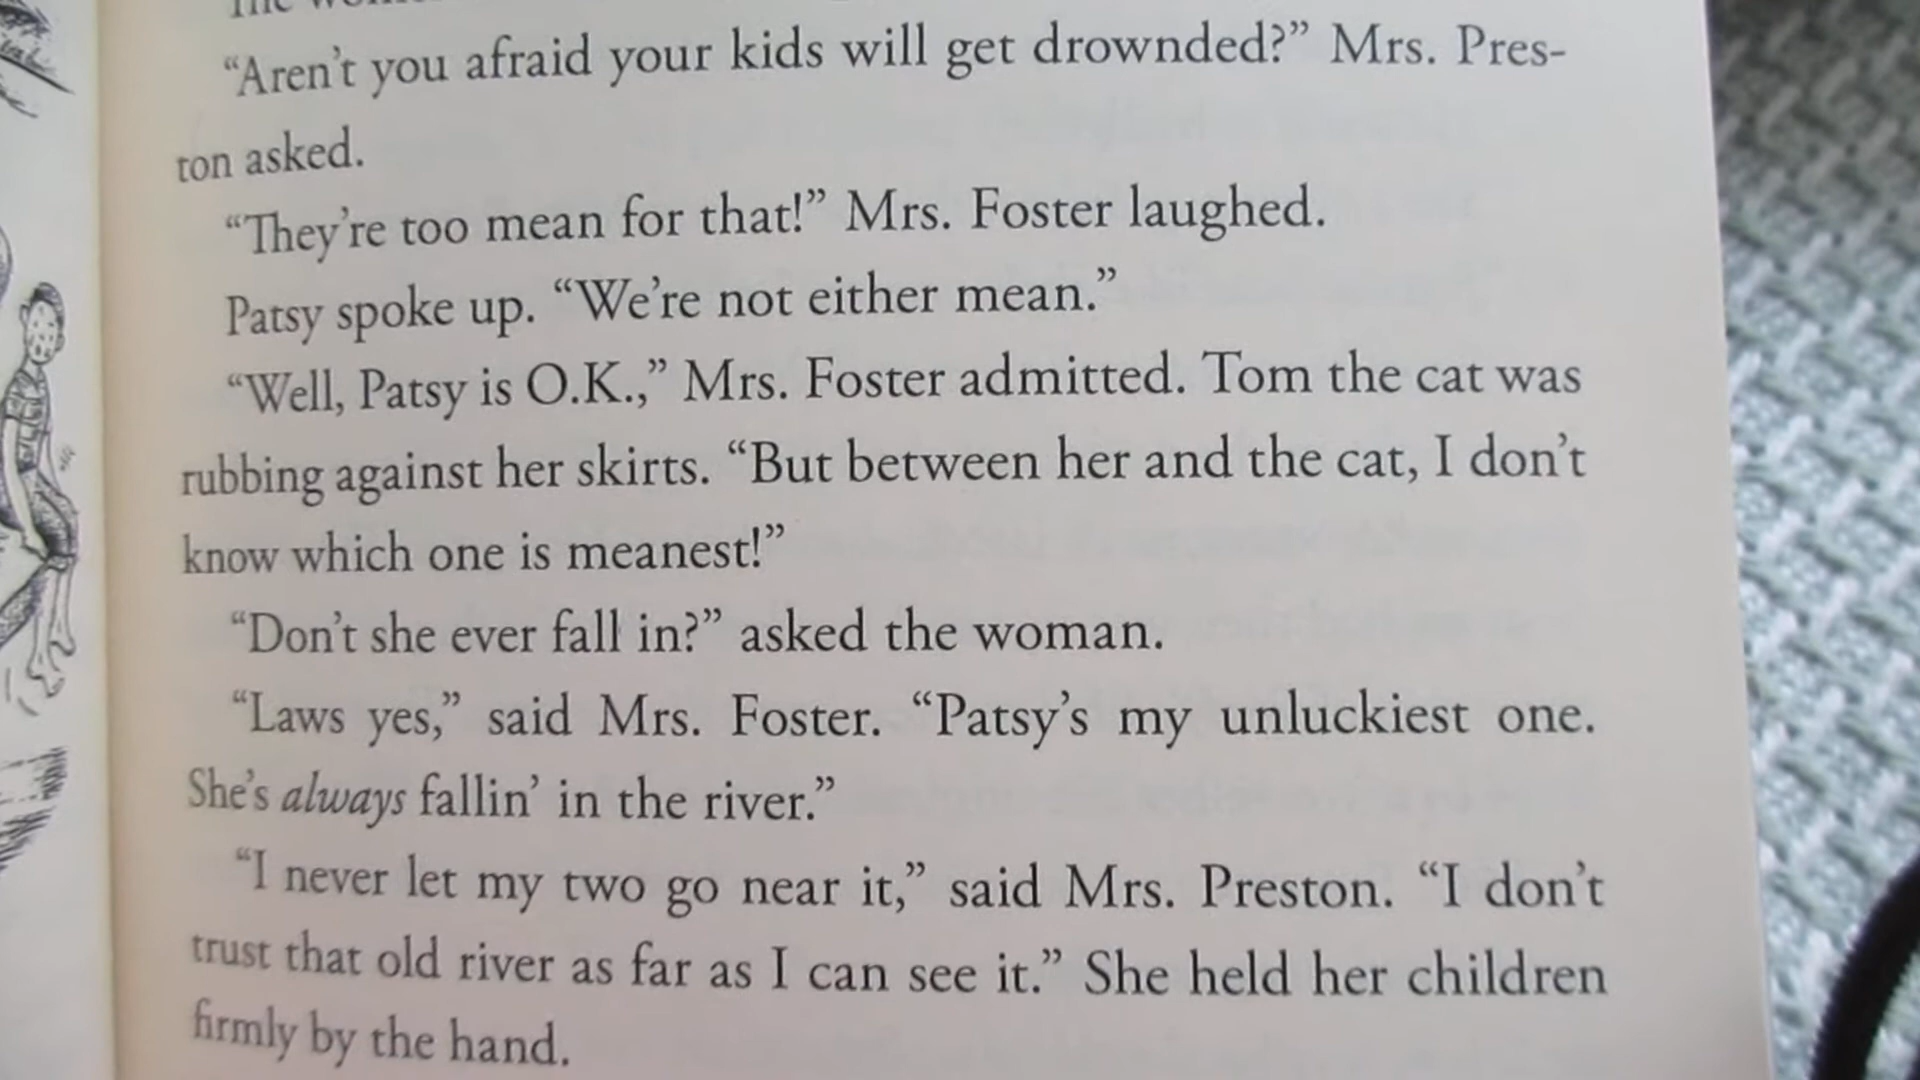 “Aren’t you afraid your kids will get drownded?” Mrs. Pres-
ton asked.
“They’re too mean for that!” Mrs. Foster laughed.
Patsy spoke up. “We’re not either mean.”
“Well, Patsy is O.K.,” Mrs. Foster admitted. Tom the cat was
rubbing against her skirts. “But between her and the cat, I don’t
know which one is meanest!”
“Don’t she ever fall in?” asked the woman.
“Laws yes,” said Mrs. Foster. “Patsy’s my unluckiest one.
She’s always fallin’ in the river.”
“I never let my two go near it,” said Mrs. Preston. “I don’t
trust that old river as far as I can see it.” She held her children
firmly by the hand.